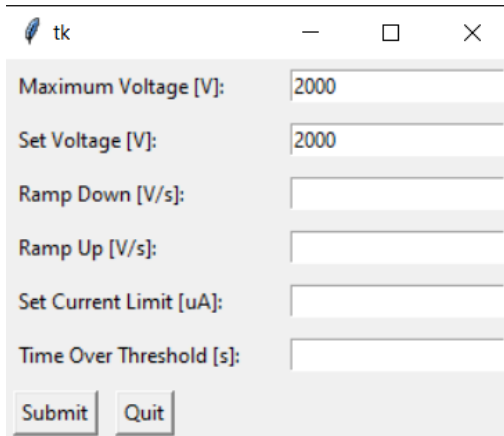 tk
Maximum Voltage [V]: 2000
Set Voltage [V]: 2000
Ramp Down [V/s]:
Ramp Up [V/s]:
Set Current Limit [uA]:
Time Over Threshold [s]:
Submit Quit